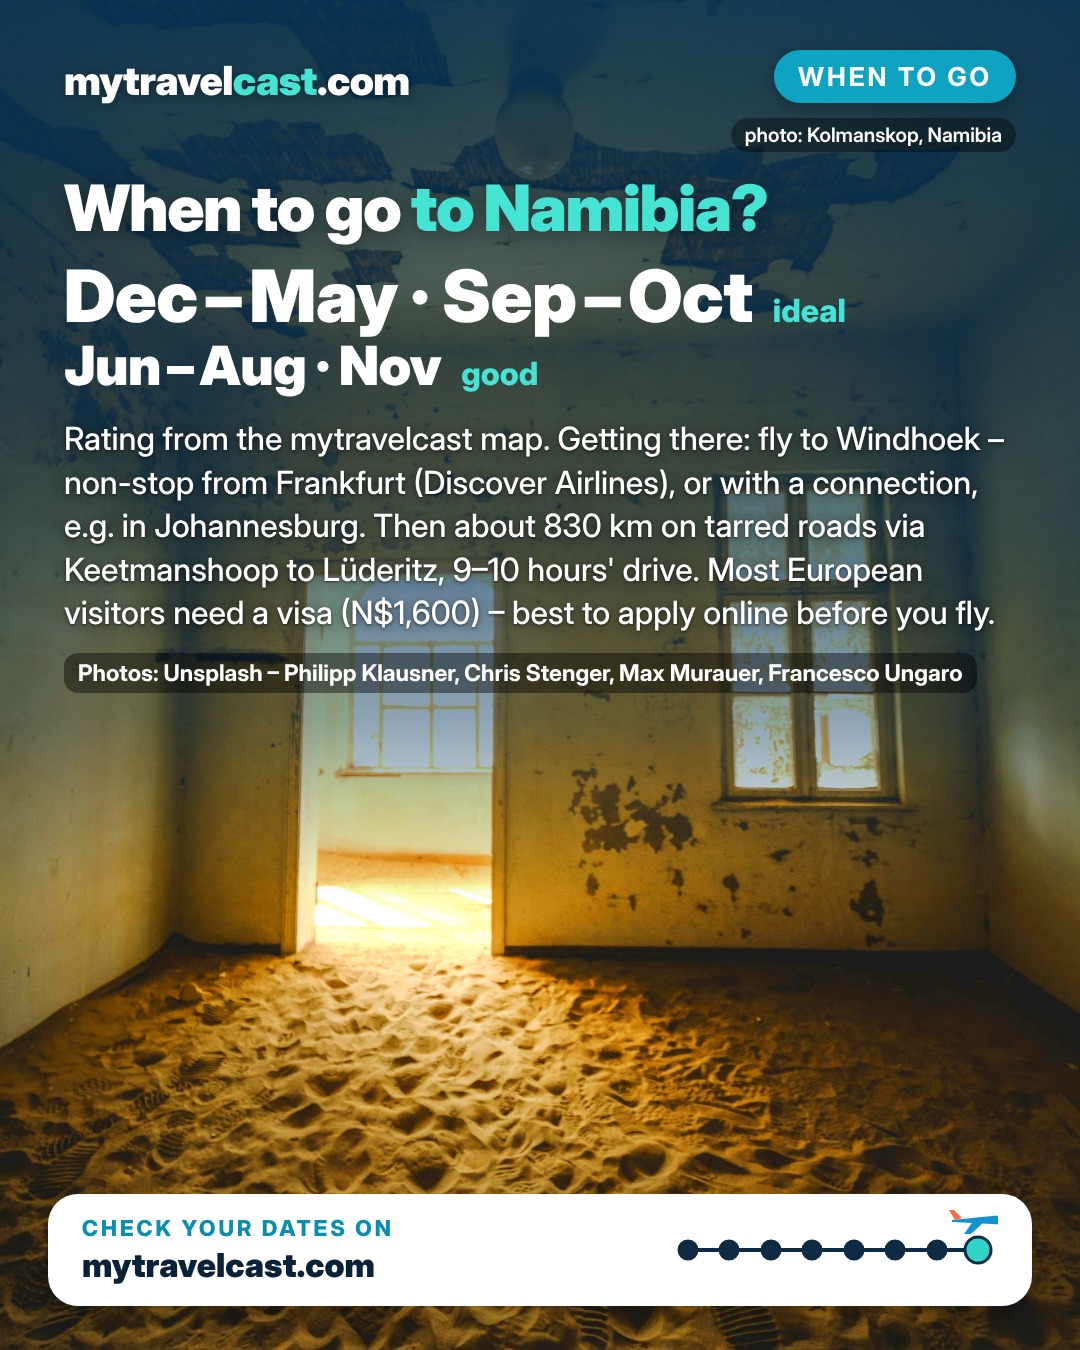 mytravelcast.com
WHEN TO GO
photo: Kolmanskop, Namibia
When to go to Namibia?
Dec – May · Sep – Oct ideal
Jun – Aug · Nov good
Rating from the mytravelcast map. Getting there: fly to Windhoek –
non-stop from Frankfurt (Discover Airlines), or with a connection,
e.g. in Johannesburg. Then about 830 km on tarred roads via
Keetmanshoop to Lüderitz, 9–10 hours' drive. Most European
visitors need a visa (N$1,600) – best to apply online before you fly.
Photos: Unsplash – Philipp Klausner, Chris Stenger, Max Murauer, Francesco Ungaro
CHECK YOUR DATES ON
mytravelcast.com